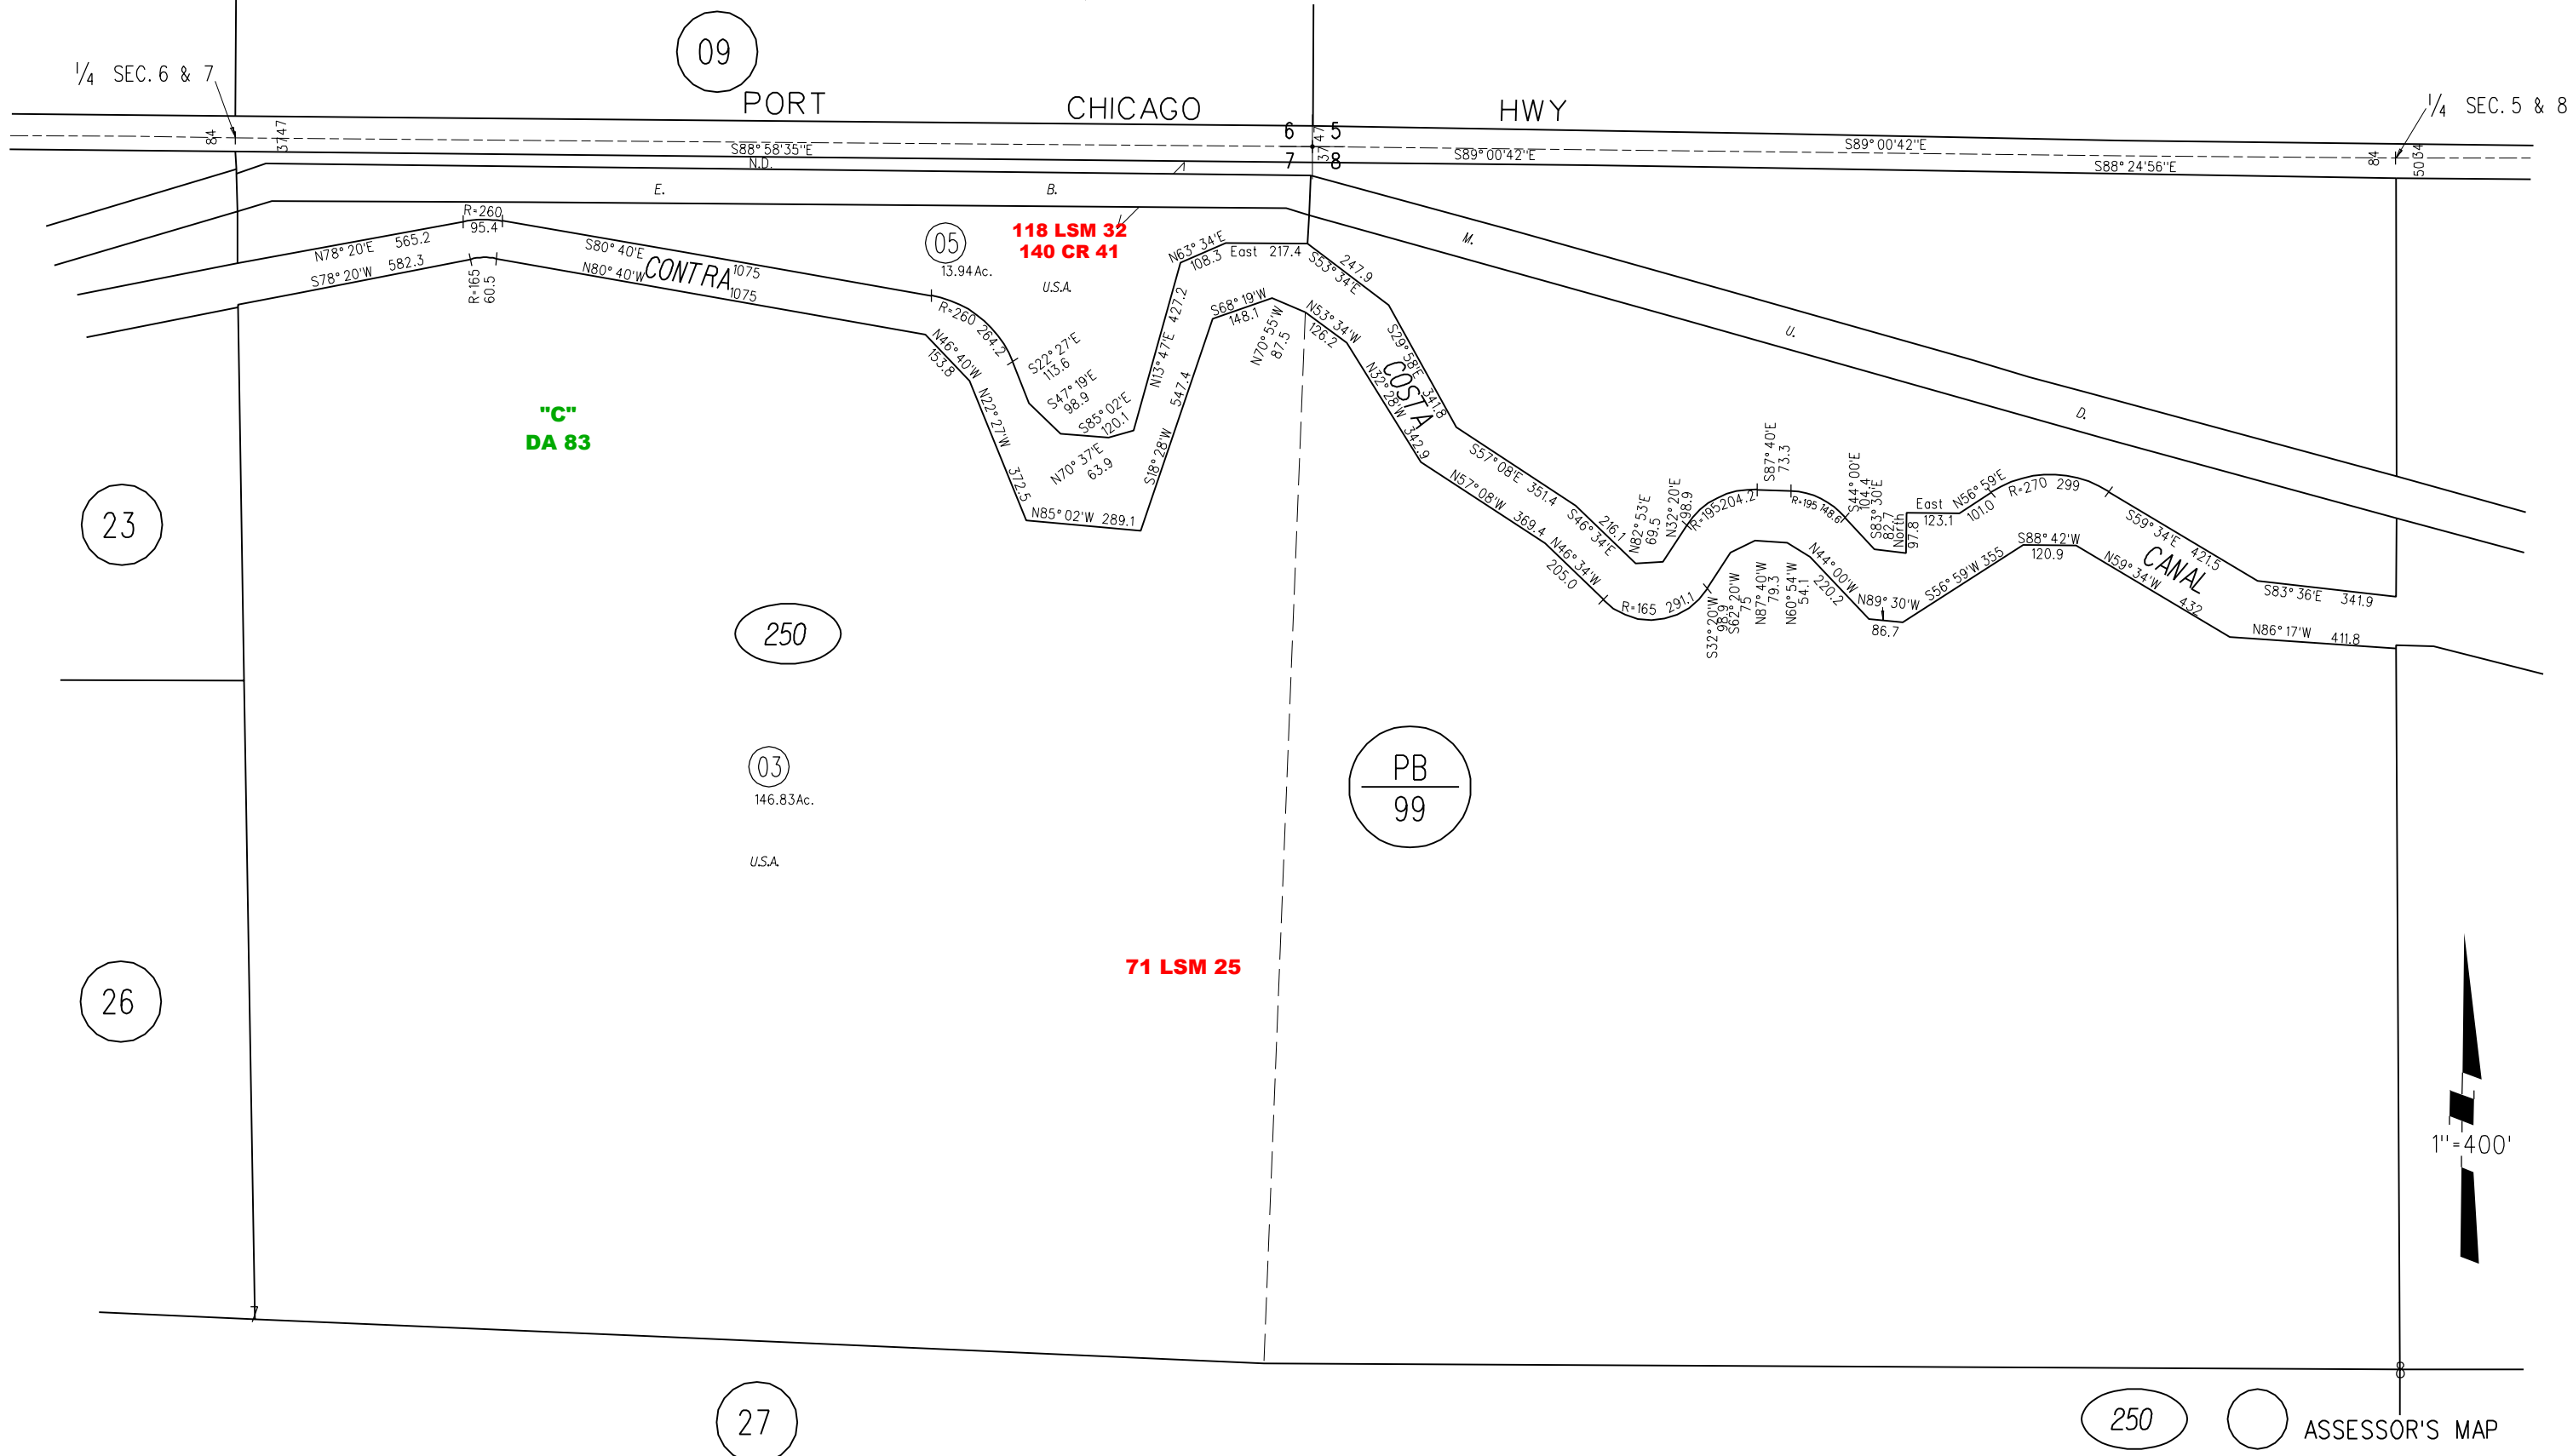 09
1/4 SEC. 6 & 7
PORT CHICAGO HWY
1/4 SEC. 5 & 8
84
3747
6 5
7 8
3747
84
5034
S88° 58'35"E
N.D.
S89° 00'42"E
S89° 00'42"E
S88° 24'56"E
E. B. M. U. D.
R=260
95.4
N78° 20'E 565.2
S78° 20'W 582.3
R=165
60.5
S80° 40'E
1075
N80° 40'W
1075
CONTRA
05
13.94Ac.
U.S.A.
118 LSM 32
140 CR 41
R=260 264.2
N46° 40'W
153.8
S22° 27'E
113.6
S47° 19'E
98.9
S85° 02'E
120.1
N22° 27'W 372.5
N70° 37'E
63.9
N85° 02'W 289.1
N13° 47'E 427.2
S18° 28'W 547.4
N63° 34'E
108.3
East 217.4
S68° 19'W
148.1
N70° 55'W
87.5
247.9
S53° 34'E
N53° 34'W
126.2
S29° 58'E 341.8
COSTA
N32° 28'W 342.9
S57° 08'E 351.4
N57° 08'W 369.4
216.1
S46° 34'E
N46° 34'W
205.0
N82° 53'E
69.5
N32° 20'E
98.9
R=195 204.2
S87° 40'E
73.3
R=195 148.6
S44° 00'E
104.4
S83° 30'E
82.7
North
97.8
East
123.1
N56° 59'E
101.0
R=270 299
S59° 34'E 421.5
CANAL
S83° 36'E 341.9
R=165 291.1
S32° 20'W
98.9
S62° 20'W
75
N87° 40'W
79.3
N60° 54'W
54.1
N44° 00'W
220.2
N89° 30'W
86.7
S56° 59'W 355
S88° 42'W
120.9
N59° 34'W 432
N86° 17'W 411.8
"C"
DA 83
23
250
03
146.83Ac.
U.S.A.
PB
99
71 LSM 25
26
1"=400'
7
8
27
250
ASSESSOR'S MAP